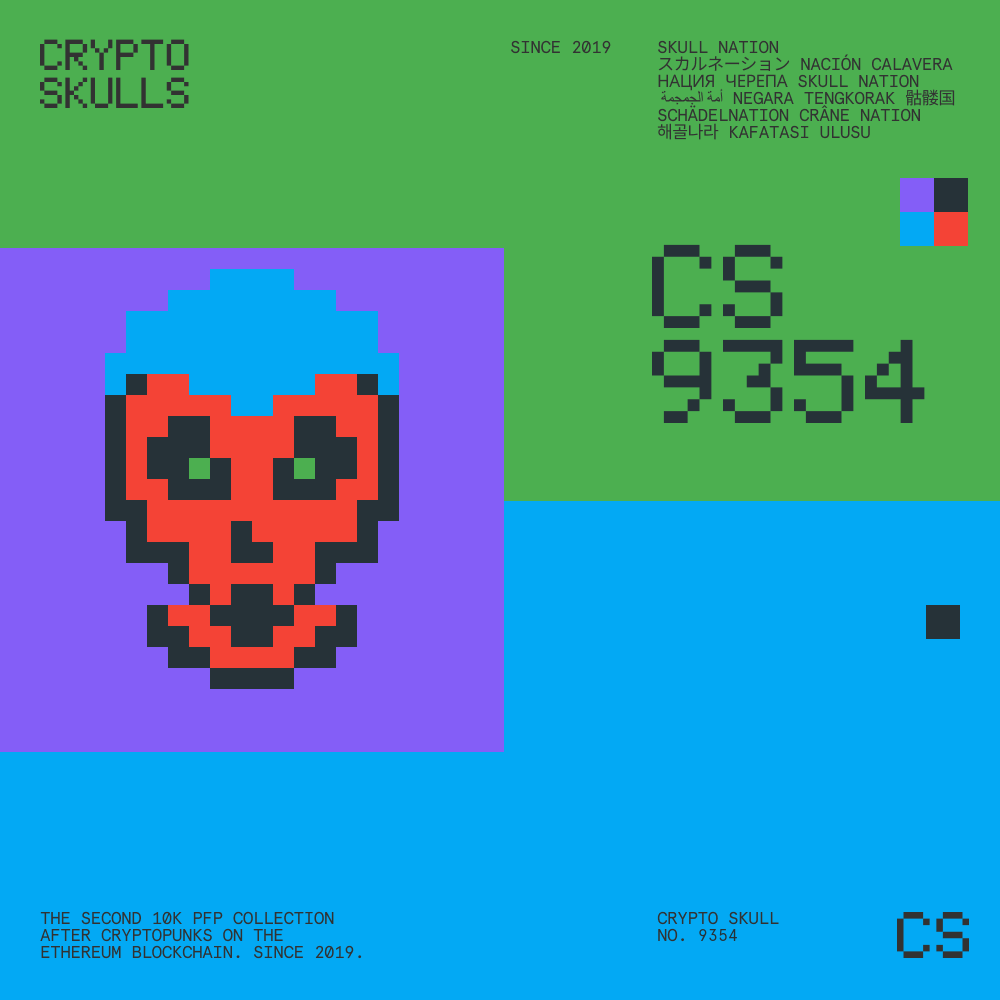 CRYPTO
SKULLS
SINCE 2019
SKULL NATION
スカルネーション NACIÓN CALAVERA
НАЦИЯ ЧЕРЕПА SKULL NATION
أمة الجمجمة NEGARA TENGKORAK 骷髅国
SCHÄDELNATION CRÂNE NATION
해골나라 KAFATASI ULUSU
CS
9354
THE SECOND 10K PFP COLLECTION
AFTER CRYPTOPUNKS ON THE
ETHEREUM BLOCKCHAIN. SINCE 2019.
CRYPTO SKULL
NO. 9354
CS